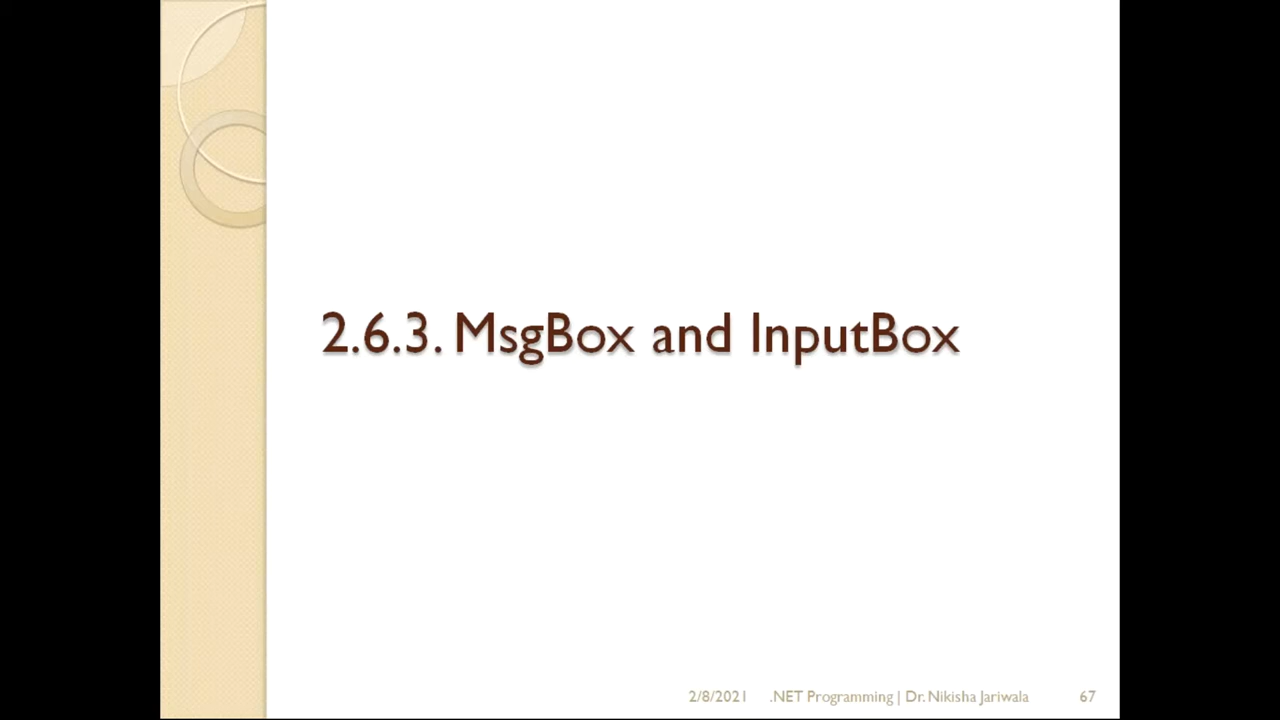 2.6.3. MsgBox and InputBox
2/8/2021 .NET Programming | Dr. Nikisha Jariwala 67